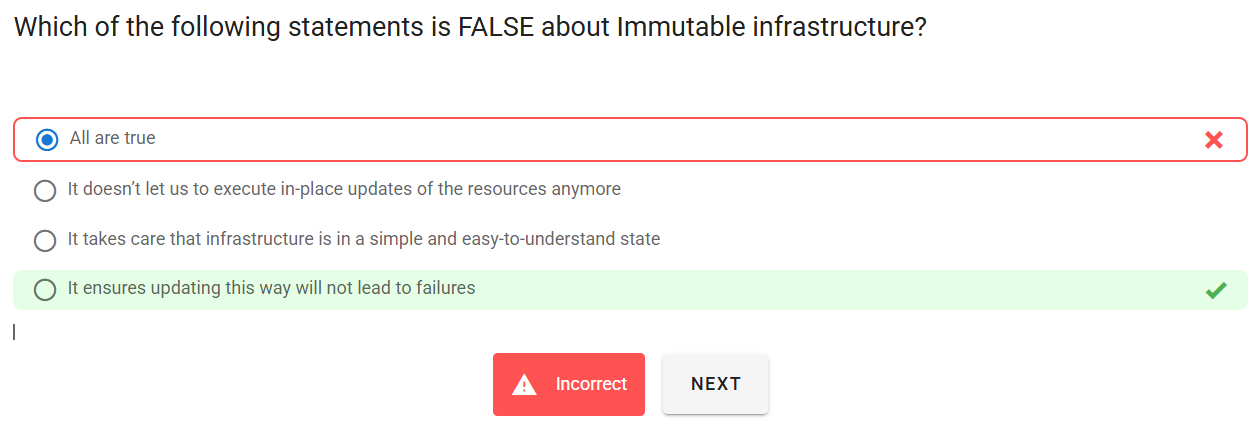 Which of the following statements is FALSE about Immutable infrastructure?
All are true
It doesn’t let us to execute in-place updates of the resources anymore
It takes care that infrastructure is in a simple and easy-to-understand state
It ensures updating this way will not lead to failures
Incorrect
NEXT